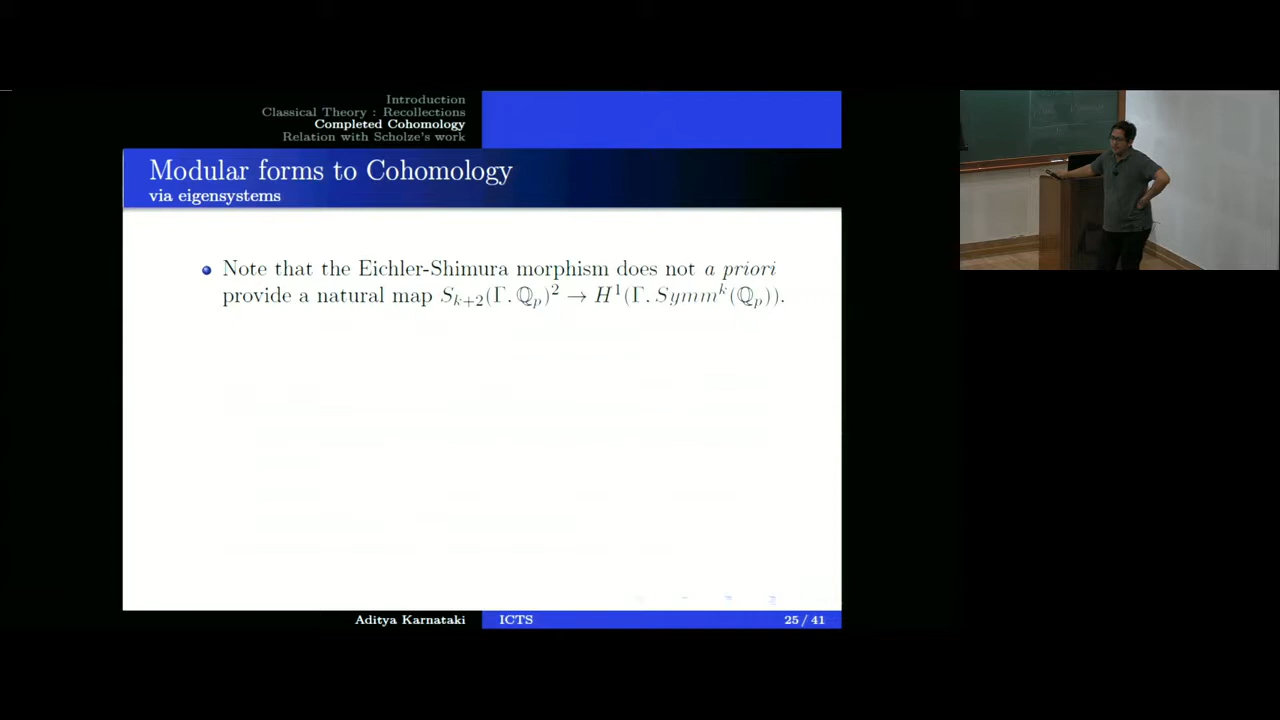 Introduction
Classical Theory : Recollections
Completed Cohomology
Relation with Scholze's work
Modular forms to Cohomology
via eigensystems
Note that the Eichler-Shimura morphism does not a priori
provide a natural map S_{k+2}(Γ, ℚ_p)² → H¹(Γ, Symm^k(ℚ_p)).
Aditya Karnataki
ICTS
25 / 41